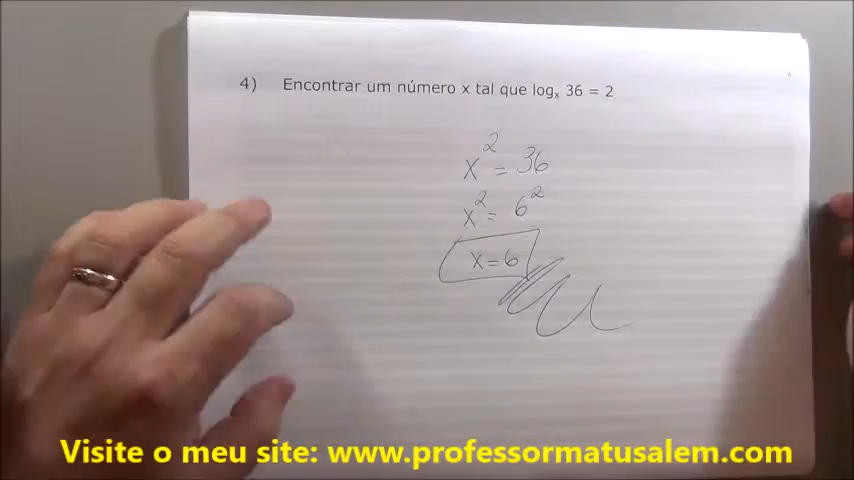 4) Encontrar um número x tal que logₓ 36 = 2
x² = 36
x² = 6²
x = 6
Visite o meu site: www.professormatusalem.com